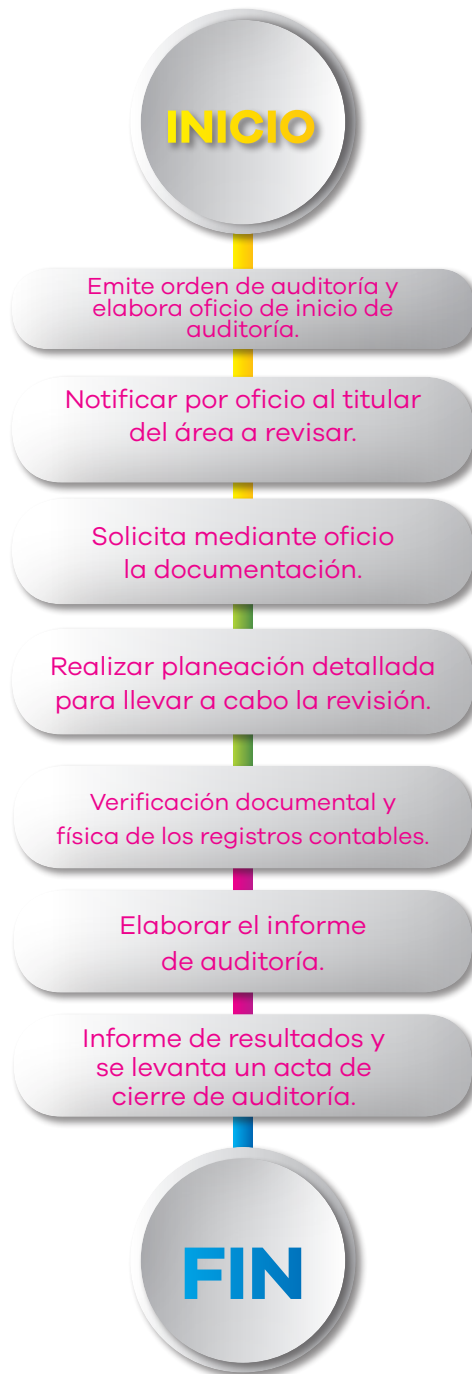 INICIO
Emite orden de auditoría y
elabora oficio de inicio de
auditoría.
Notificar por oficio al titular
del área a revisar.
Solicita mediante oficio
la documentación.
Realizar planeación detallada
para llevar a cabo la revisión.
Verificación documental y
física de los registros contables.
Elaborar el informe
de auditoría.
Informe de resultados y
se levanta un acta de
cierre de auditoría.
FIN